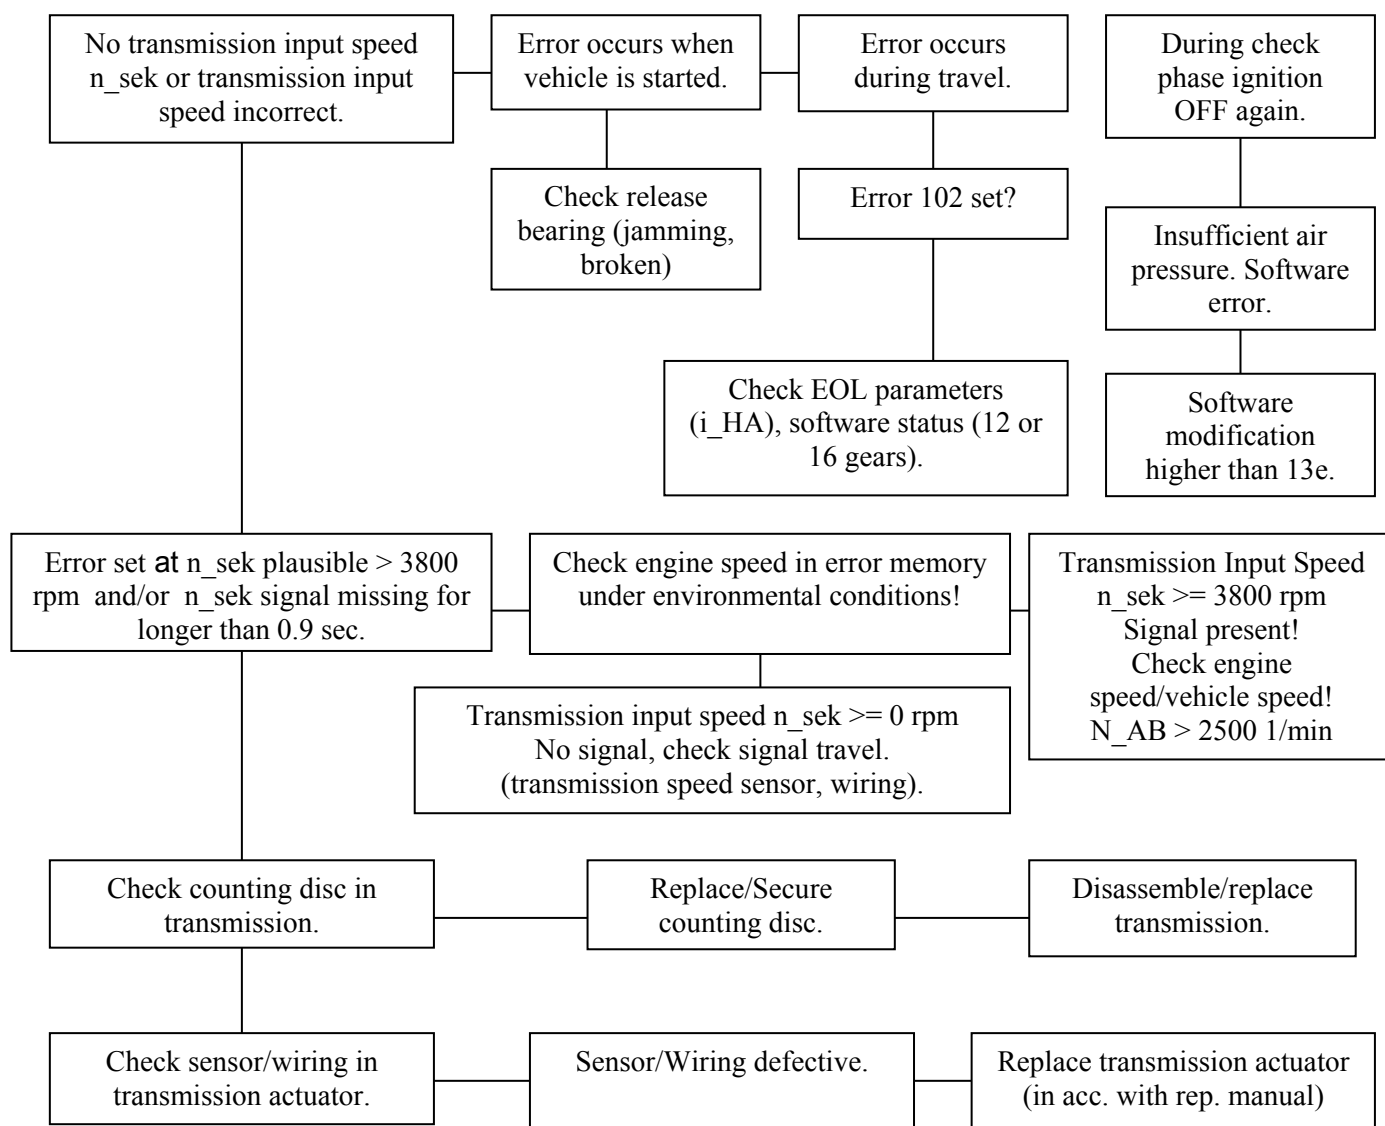 No transmission input speed
n_sek or transmission input
speed incorrect.
Error occurs when
vehicle is started.
Error occurs
during travel.
During check
phase ignition
OFF again.
Check release
bearing (jamming,
broken)
Error 102 set?
Insufficient air
pressure. Software
error.
Check EOL parameters
(i_HA), software status (12 or
16 gears).
Software
modification
higher than 13e.
Error set at n_sek plausible > 3800
rpm and/or n_sek signal missing for
longer than 0.9 sec.
Check engine speed in error memory
under environmental conditions!
Transmission Input Speed
n_sek >= 3800 rpm
Signal present!
Check engine
speed/vehicle speed!
N_AB > 2500 1/min
Transmission input speed n_sek >= 0 rpm
No signal, check signal travel.
(transmission speed sensor, wiring).
Check counting disc in
transmission.
Replace/Secure
counting disc.
Disassemble/replace
transmission.
Check sensor/wiring in
transmission actuator.
Sensor/Wiring defective.
Replace transmission actuator
(in acc. with rep. manual)